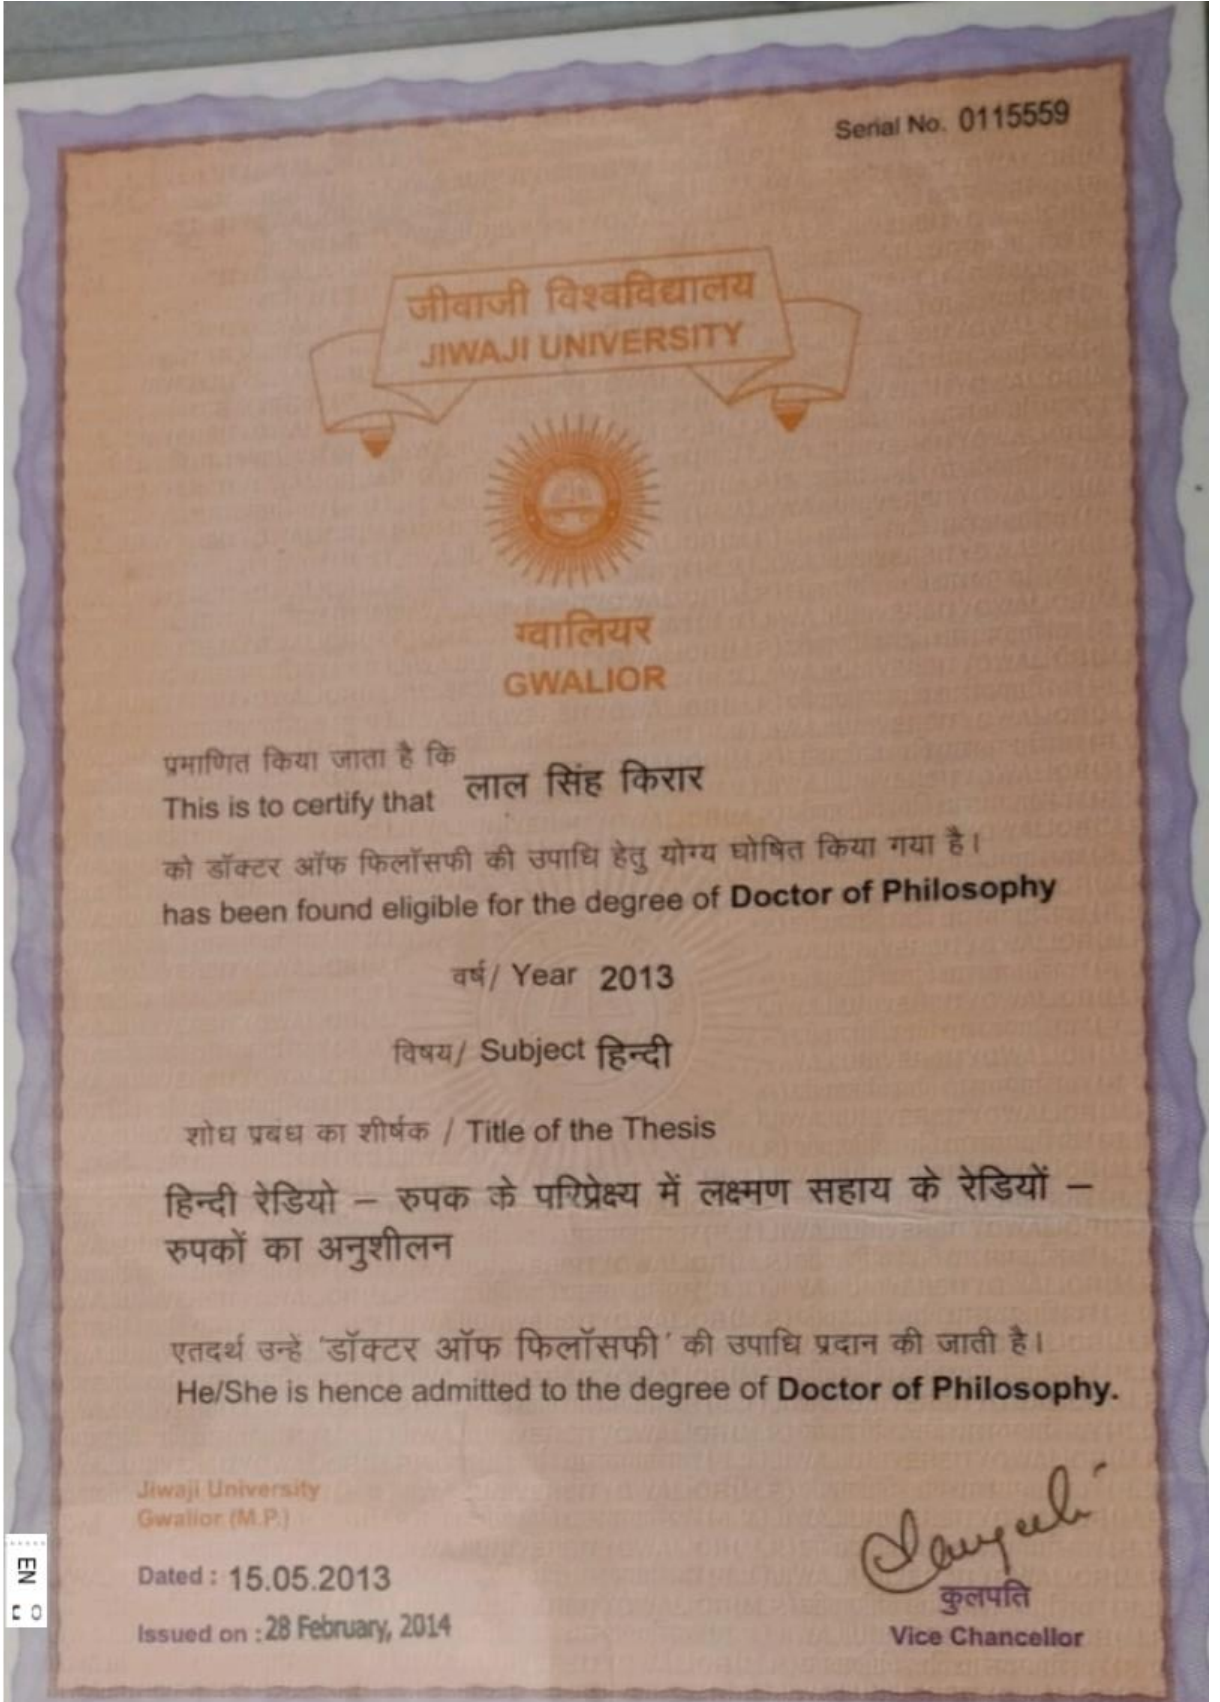 Serial No. 0115559
जीवाजी विश्वविद्यालय
JIWAJI UNIVERSITY
ग्वालियर
GWALIOR
प्रमाणित किया जाता है कि
This is to certify that लाल सिंह किरार
को डॉक्टर ऑफ फिलॉसफी की उपाधि हेतु योग्य घोषित किया गया है।
has been found eligible for the degree of Doctor of Philosophy
वर्ष/ Year 2013
विषय/ Subject हिन्दी
शोध प्रबंध का शीर्षक / Title of the Thesis
हिन्दी रेडियो – रुपक के परिप्रेक्ष्य में लक्ष्मण सहाय के रेडियों –
रुपकों का अनुशीलन
एतदर्थ उन्हे 'डॉक्टर ऑफ फिलॉसफी' की उपाधि प्रदान की जाती है।
He/She is hence admitted to the degree of Doctor of Philosophy.
Jiwaji University
Gwalior (M.P.)
Dated : 15.05.2013
Issued on : 28 February, 2014
कुलपति
Vice Chancellor
EN